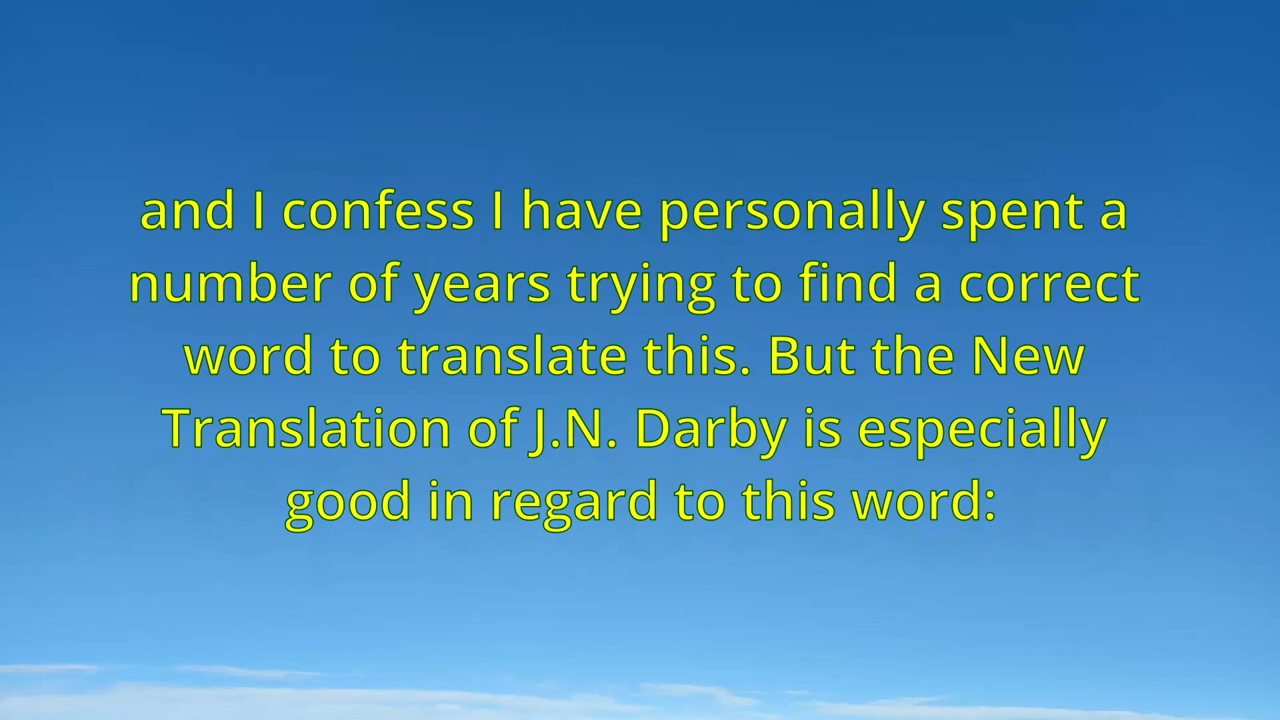 and I confess I have personally spent a
number of years trying to find a correct
word to translate this. But the New
Translation of J.N. Darby is especially
good in regard to this word: